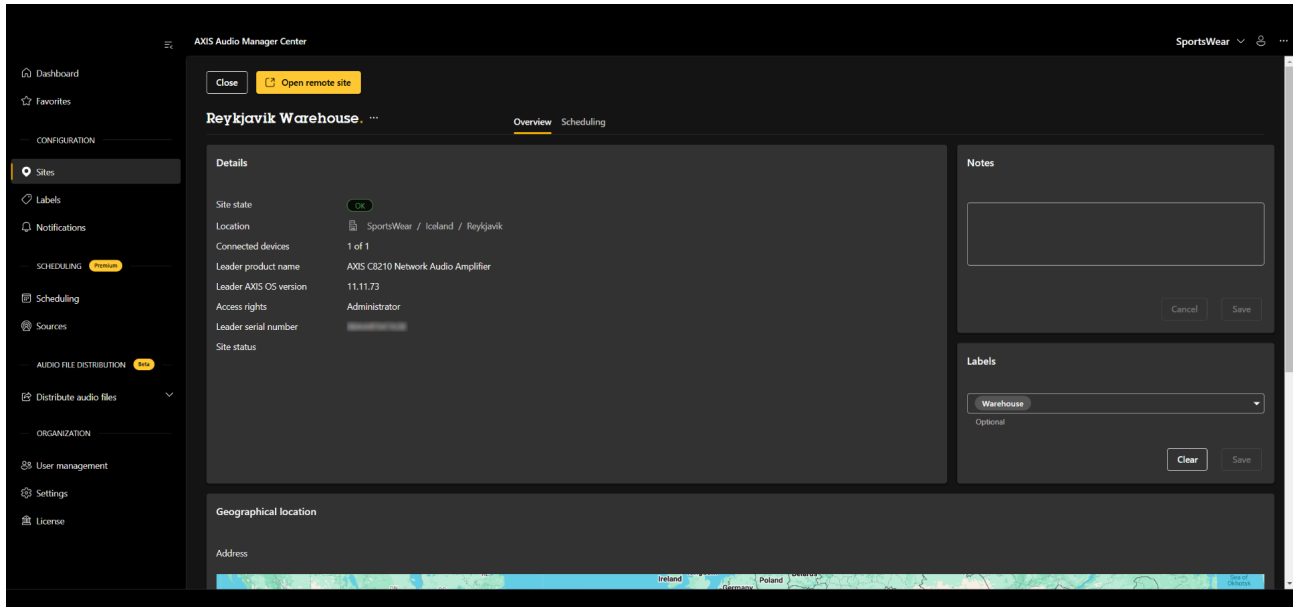 AXIS Audio Manager Center
SportsWear
Dashboard
Favorites
CONFIGURATION
Sites
Labels
Notifications
SCHEDULING Premium
Scheduling
Sources
AUDIO FILE DISTRIBUTION Beta
Distribute audio files
ORGANIZATION
User management
Settings
License
Close
Open remote site
Reykjavik Warehouse. ...
Overview Scheduling
Details
Site state OK
Location SportsWear / Iceland / Reykjavik
Connected devices 1 of 1
Leader product name AXIS C8210 Network Audio Amplifier
Leader AXIS OS version 11.11.73
Access rights Administrator
Leader serial number
Site status
Notes
Cancel Save
Labels
Warehouse
Optional
Clear Save
Geographical location
Address
Ireland
Poland
Germany
Belarus
Sea of
Okhotsk